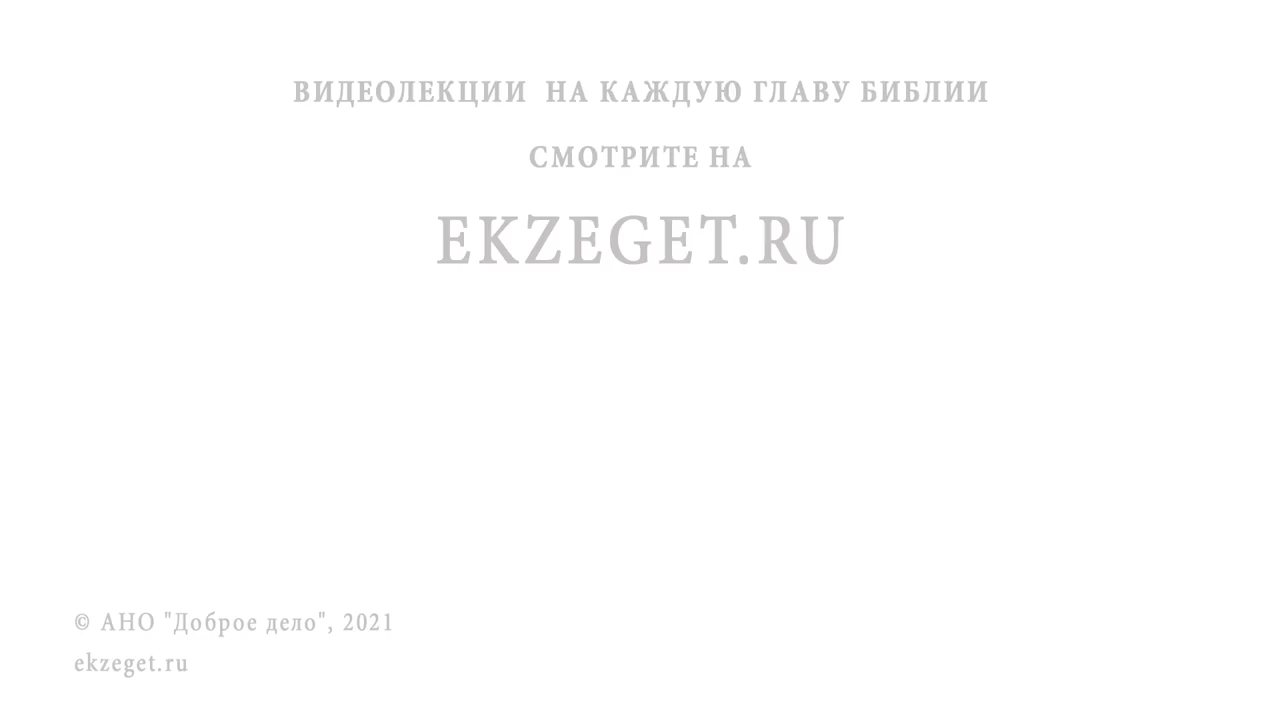 ВИДЕОЛЕКЦИИ НА КАЖДУЮ ГЛАВУ БИБЛИИ
СМОТРИТЕ НА
EKZEGET.RU
© АНО "Доброе дело", 2021
ekzeget.ru